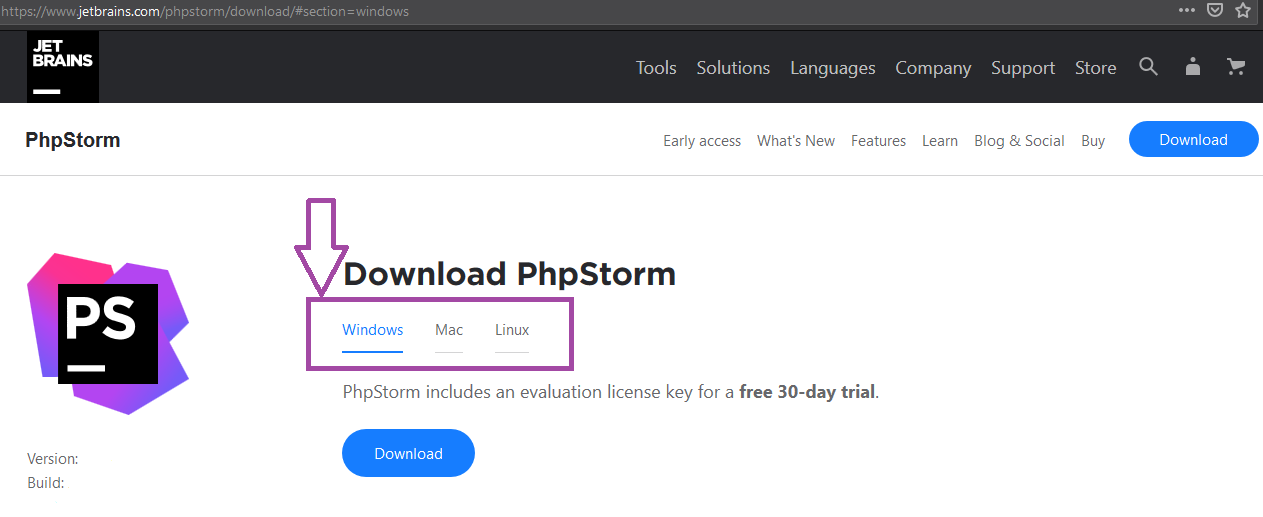 https://www.jetbrains.com/phpstorm/download/#section=windows
JET
BRAINS
Tools Solutions Languages Company Support Store
PhpStorm
Early access What's New Features Learn Blog & Social Buy Download
Download PhpStorm
Windows Mac Linux
PS
PhpStorm includes an evaluation license key for a free 30-day trial.
Download
Version:
Build: